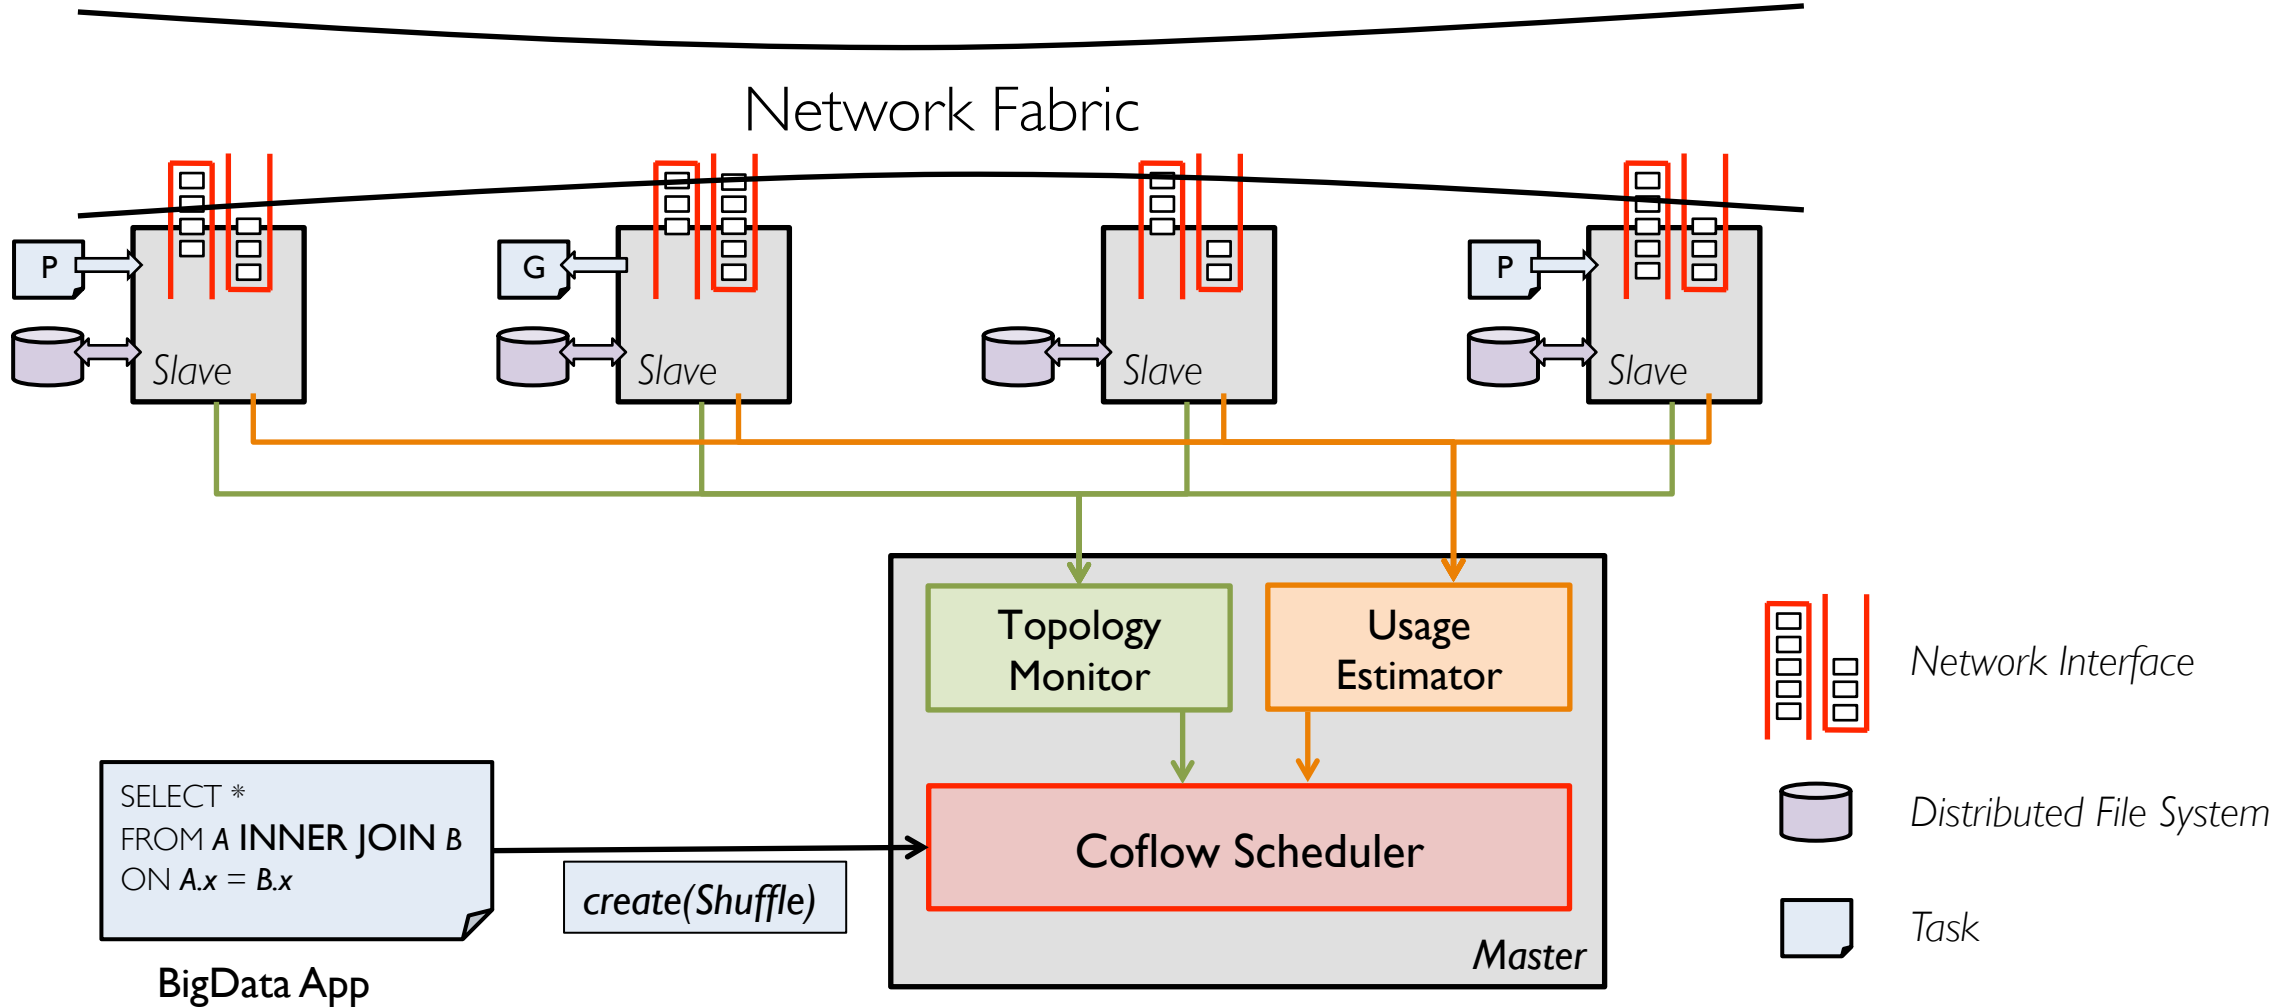 Network Fabric
P
G
P
Slave
Slave
Slave
Slave
Topology
Monitor
Usage
Estimator
Network Interface
SELECT *
FROM A INNER JOIN B
ON A.x = B.x
Coflow Scheduler
Distributed File System
create(Shuffle)
Task
Master
BigData App